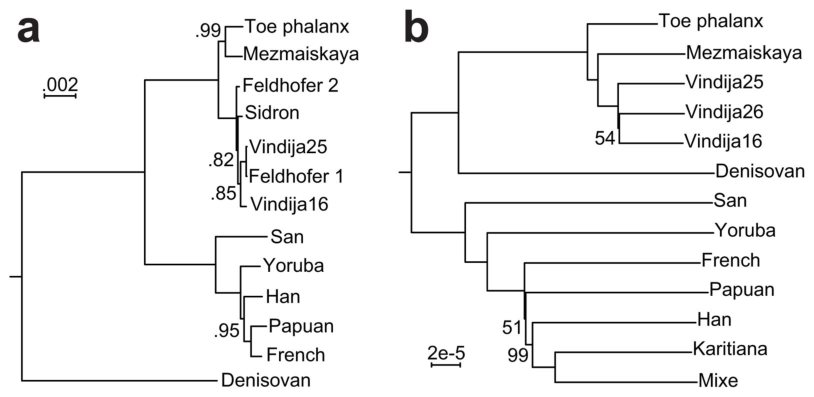 a
.99
Toe phalanx
Mezmaiskaya
.002
Feldhofer 2
Sidron
Vindija25
.82
Feldhofer 1
.85
Vindija16
San
Yoruba
Han
.95
Papuan
French
Denisovan
b
Toe phalanx
Mezmaiskaya
Vindija25
Vindija26
54
Vindija16
Denisovan
San
Yoruba
French
Papuan
51
Han
2e-5
99
Karitiana
Mixe